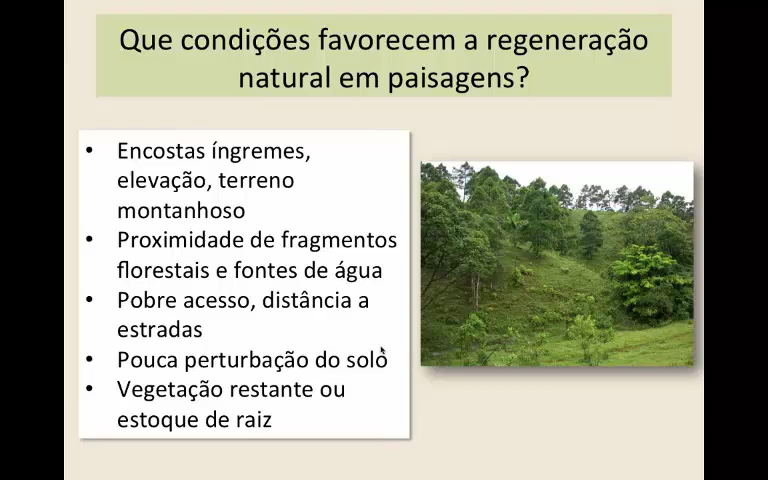 Que condições favorecem a regeneração
natural em paisagens?
• Encostas íngremes,
elevação, terreno
montanhoso
• Proximidade de fragmentos
florestais e fontes de água
• Pobre acesso, distância a
estradas
• Pouca perturbação do solo
• Vegetação restante ou
estoque de raiz